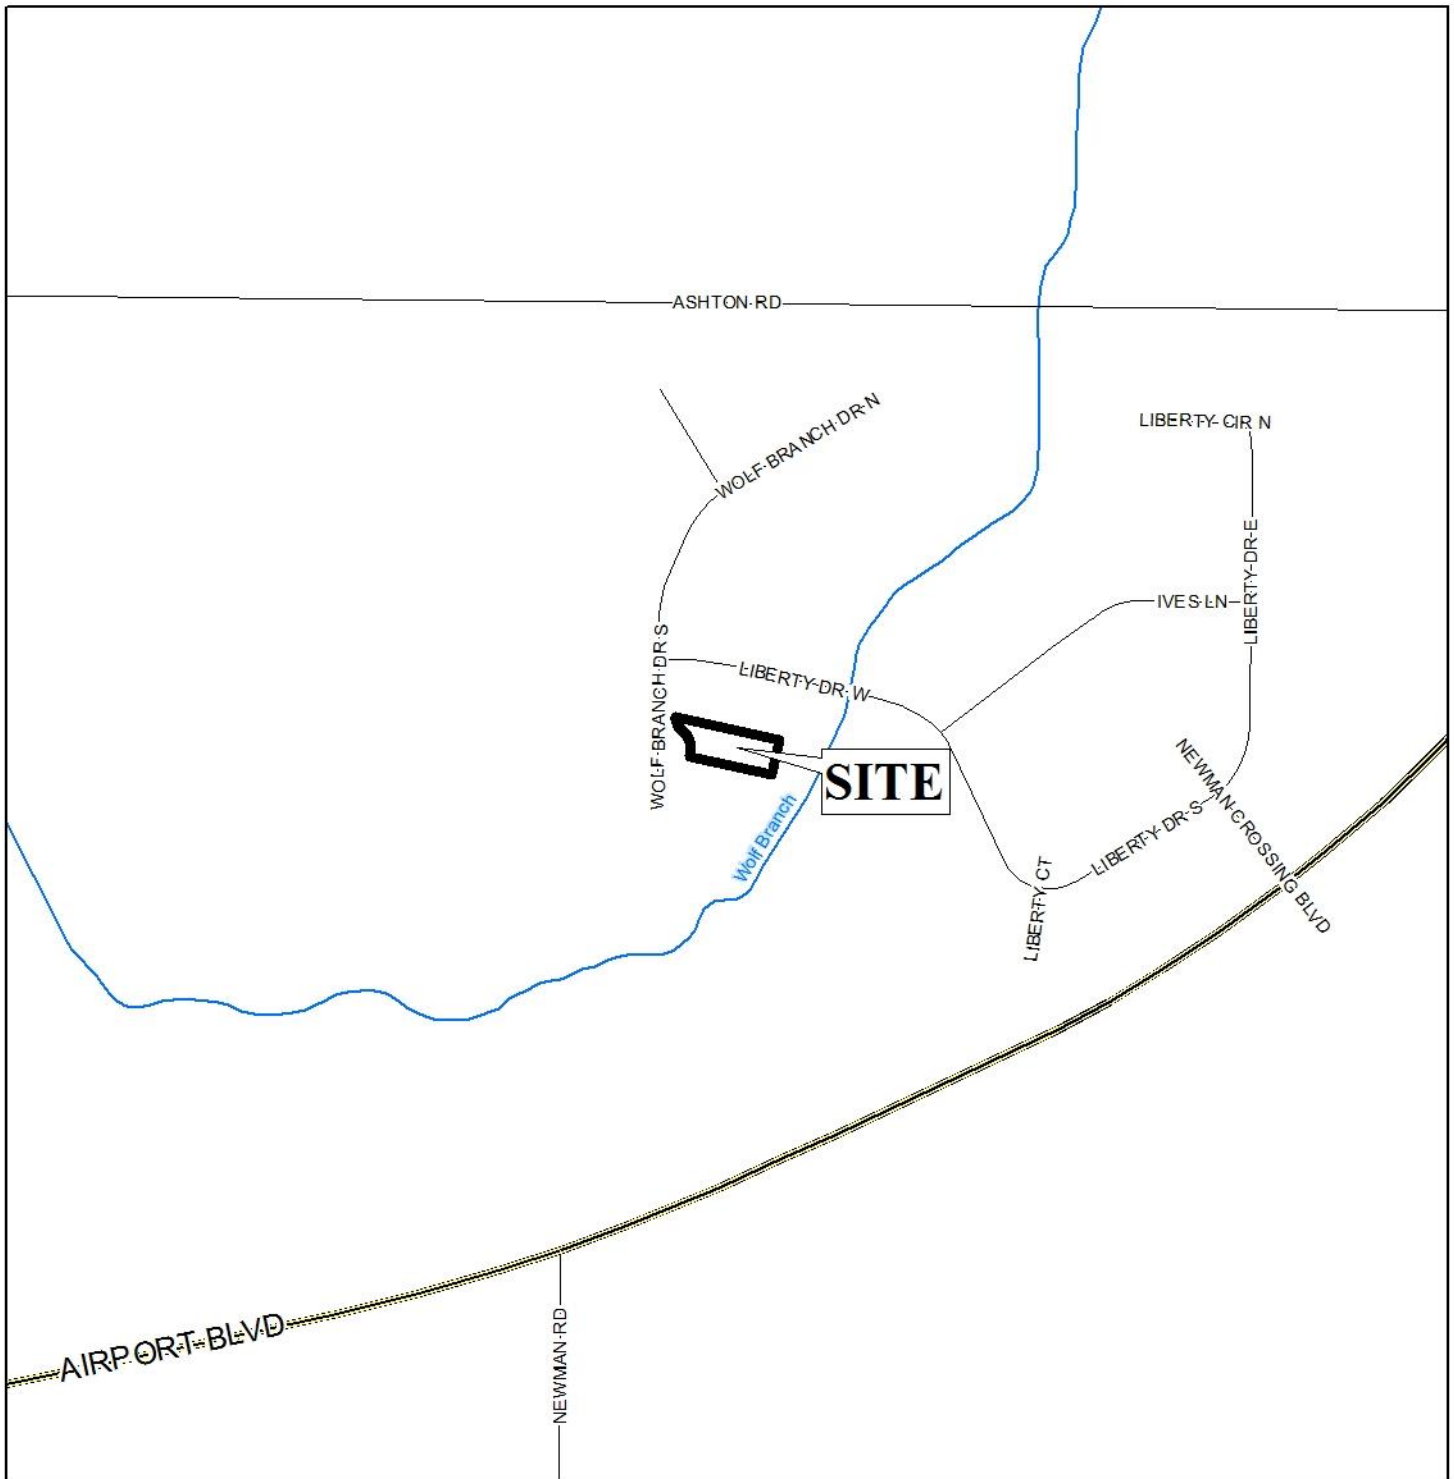 ASHTON RD
WOLF BRANCH DR N
LIBERTY CIR N
LIBERTY DR E
IVES LN
WOLF BRANCH DR S
LIBERTY DR W
SITE
NEWMAN CROSSING BLVD
Wolf Branch
LIBERTY DR S
LIBERTY CT
AIRPORT BLVD
NEWMAN RD